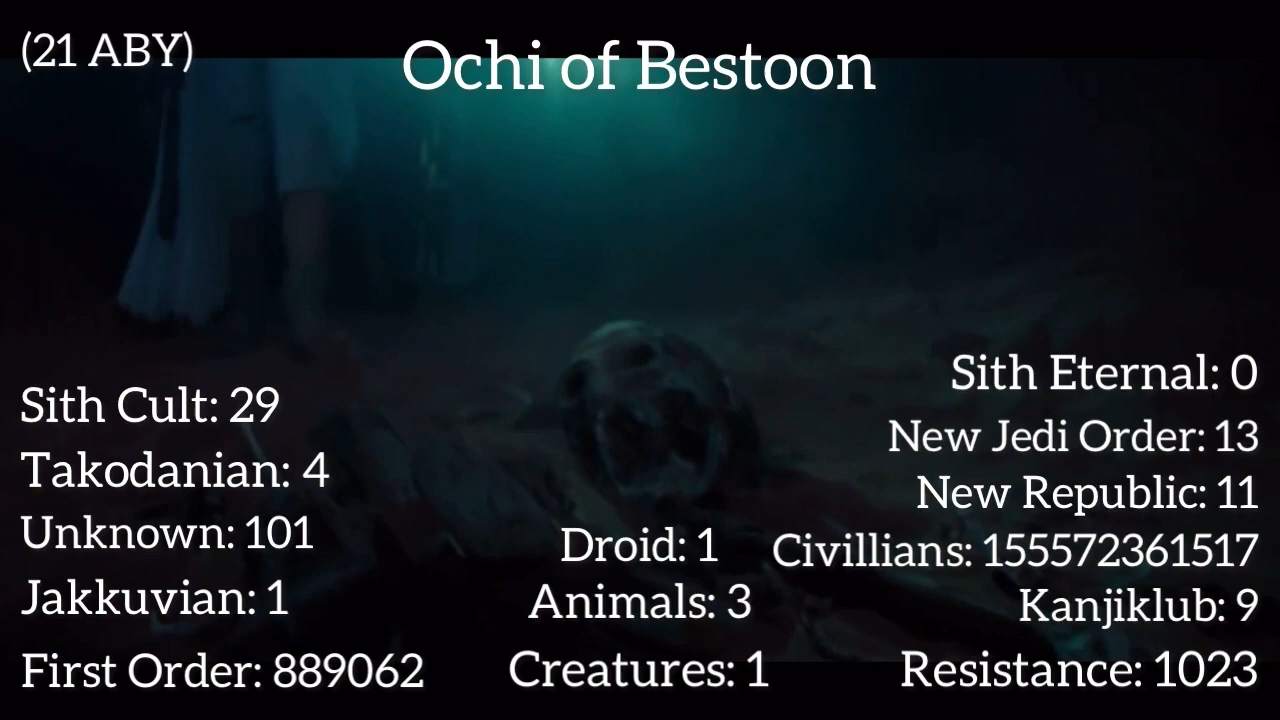 (21 ABY)
Ochi of Bestoon
Sith Eternal: 0
Sith Cult: 29
New Jedi Order: 13
Takodanian: 4
New Republic: 11
Unknown: 101
Droid: 1
Civillians: 155572361517
Jakkuvian: 1
Animals: 3
Kanjiklub: 9
First Order: 889062
Creatures: 1
Resistance: 1023